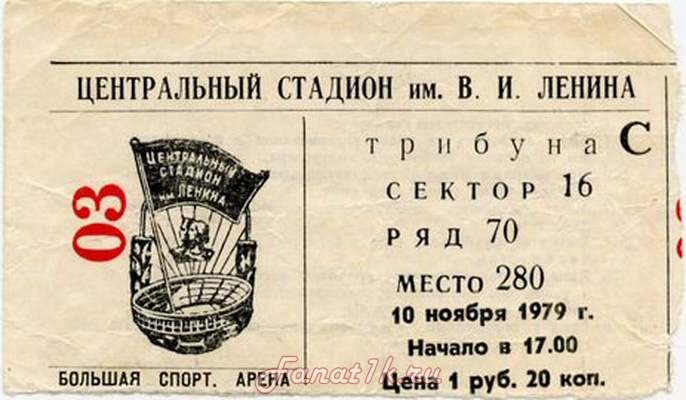 ЦЕНТРАЛЬНЫЙ СТАДИОН им. В. И. ЛЕНИНА
03
ЦЕНТРАЛЬНЫЙ
СТАДИОН
им. ЛЕНИНА
БОЛЬШАЯ СПОРТ. АРЕНА
трибуна С
СЕКТОР 16
РЯД 70
МЕСТО 280
10 ноября 1979 г.
Начало в 17.00
Цена 1 руб. 20 коп.
Fanat1k.ru